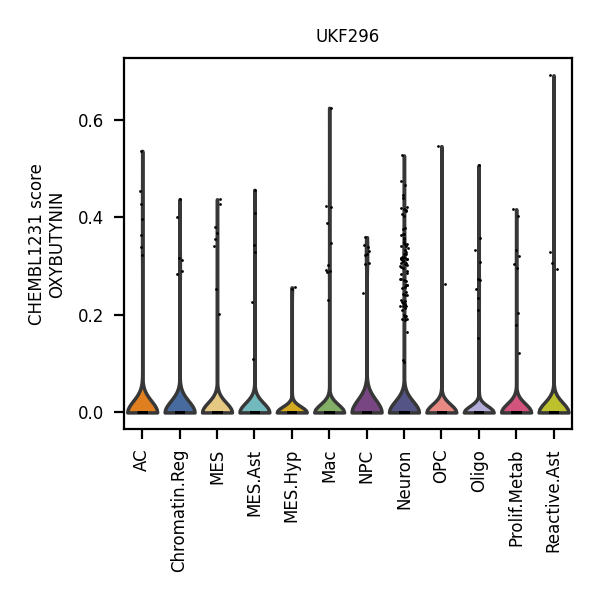 UKF296
CHEMBL1231 score
OXYBUTYNIN
0.6
0.4
0.2
0.0
AC
Chromatin.Reg
MES
MES.Ast
MES.Hyp
Mac
NPC
Neuron
OPC
Oligo
Prolif.Metab
Reactive.Ast